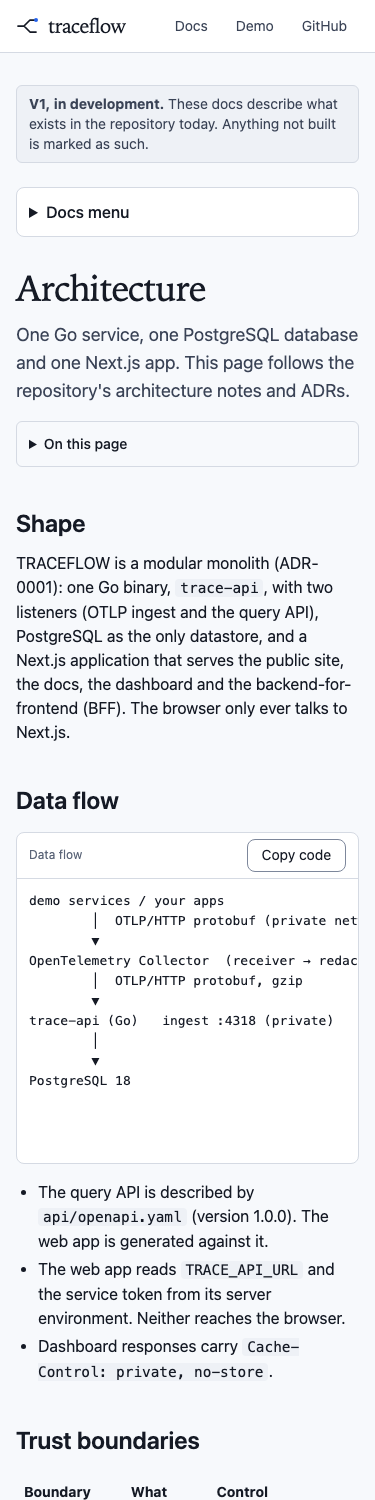 traceflow Docs Demo GitHub
V1, in development. These docs describe what
exists in the repository today. Anything not built
is marked as such.
Docs menu
Architecture
One Go service, one PostgreSQL database
and one Next.js app. This page follows the
repository's architecture notes and ADRs.
On this page
Shape
TRACEFLOW is a modular monolith (ADR-
0001): one Go binary, trace-api, with two
listeners (OTLP ingest and the query API),
PostgreSQL as the only datastore, and a
Next.js application that serves the public site,
the docs, the dashboard and the backend-for-
frontend (BFF). The browser only ever talks to
Next.js.
Data flow
Data flow Copy code
demo services / your apps
│ OTLP/HTTP protobuf (private net
▼
OpenTelemetry Collector (receiver → redac
│ OTLP/HTTP protobuf, gzip
▼
trace-api (Go) ingest :4318 (private)
│
▼
PostgreSQL 18
• The query API is described by
api/openapi.yaml (version 1.0.0). The
web app is generated against it.
• The web app reads TRACE_API_URL and
the service token from its server
environment. Neither reaches the browser.
• Dashboard responses carry Cache-
Control: private, no-store.
Trust boundaries
Boundary What Control